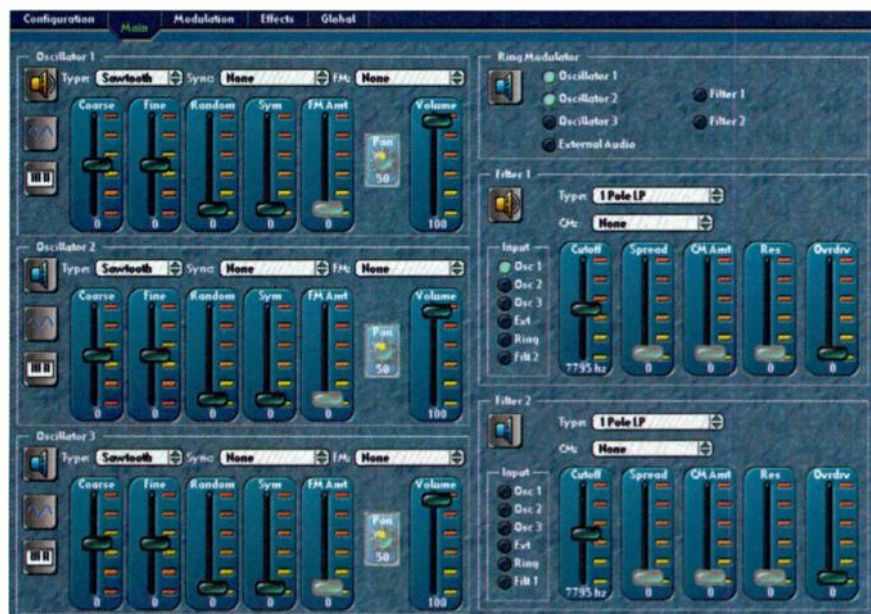 Configuration Main Modulation Effects Global
Oscillator 1
Type: Sawtooth Sync: None FM: None
Coarse Fine Random Sym FM Amt Pan Volume
50
0 0 0 0 0 100
Oscillator 2
Type: Sawtooth Sync: None FM: None
Coarse Fine Random Sym FM Amt Pan Volume
50
0 0 0 0 0 100
Oscillator 3
Type: Sawtooth Sync: None FM: None
Coarse Fine Random Sym FM Amt Pan Volume
50
0 0 0 0 0 100
Ring Modulator
Oscillator 1
Oscillator 2 Filter 1
Oscillator 3 Filter 2
External Audio
Filter 1
Type: 1 Pole LP
CM: None
Input
Osc 1
Osc 2
Osc 3
Ext
Ring
Filt 2
Cutoff Spread CM Amt Res Ovrdrv
7795 hz 0 0 0 0
Filter 2
Type: 1 Pole LP
CM: None
Input
Osc 1
Osc 2
Osc 3
Ext
Ring
Filt 1
Cutoff Spread CM Amt Res Ovrdrv
7795 hz 0 0 0 0